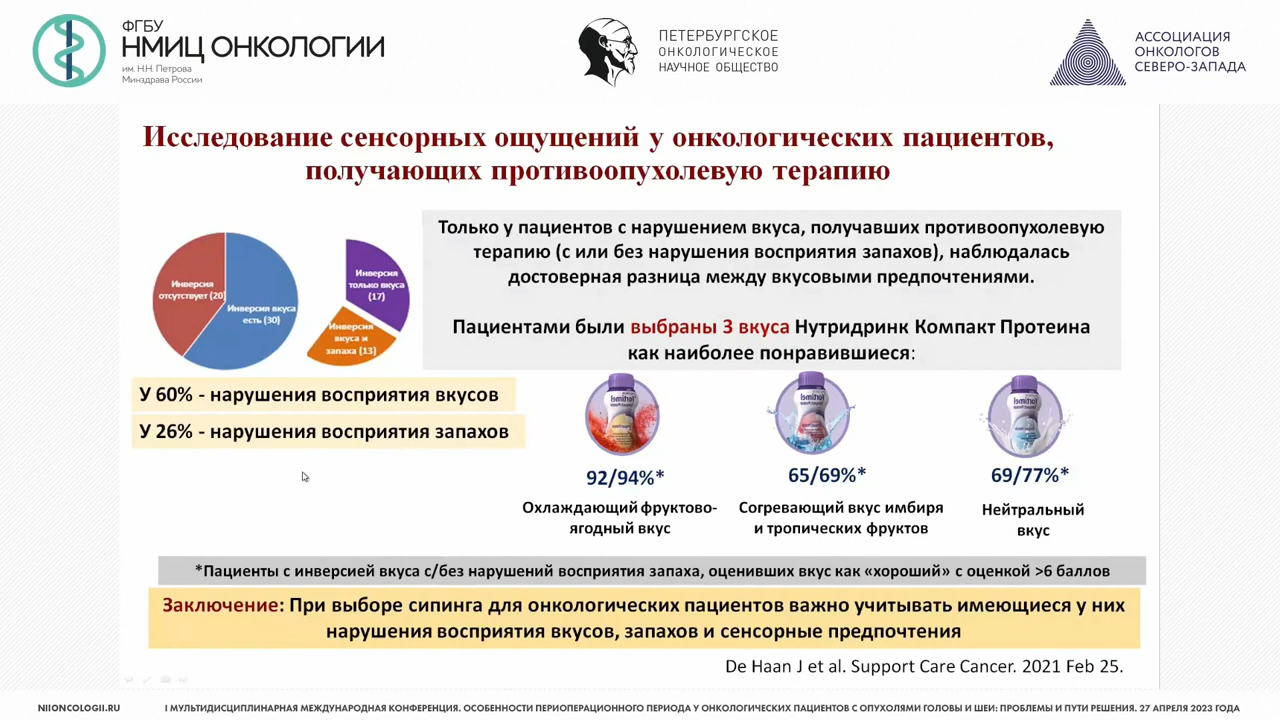 ФГБУ
НМИЦ ОНКОЛОГИИ
им. Н.Н. Петрова
Минздрава России
ПЕТЕРБУРГСКОЕ
ОНКОЛОГИЧЕСКОЕ
НАУЧНОЕ ОБЩЕСТВО
АССОЦИАЦИЯ
ОНКОЛОГОВ
СЕВЕРО-ЗАПАДА
Исследование сенсорных ощущений у онкологических пациентов,
получающих противоопухолевую терапию
Инверсия
отсутствует (20)
Инверсия вкуса
есть (30)
Инверсия
только вкуса
(17)
Инверсия
вкуса и
запаха (13)
Только у пациентов с нарушением вкуса, получавших противоопухолевую
терапию (с или без нарушения восприятия запахов), наблюдалась
достоверная разница между вкусовыми предпочтениями.
Пациентами были выбраны 3 вкуса Нутридринк Компакт Протеина
как наиболее понравившиеся:
У 60% - нарушения восприятия вкусов
У 26% - нарушения восприятия запахов
92/94%*
Охлаждающий фруктово-
ягодный вкус
65/69%*
Согревающий вкус имбиря
и тропических фруктов
69/77%*
Нейтральный
вкус
*Пациенты с инверсией вкуса с/без нарушений восприятия запаха, оценивших вкус как «хороший» с оценкой >6 баллов
Заключение: При выборе сипинга для онкологических пациентов важно учитывать имеющиеся у них
нарушения восприятия вкусов, запахов и сенсорные предпочтения
De Haan J et al. Support Care Cancer. 2021 Feb 25.
NIIONCOLOGII.RU
I МУЛЬТИДИСЦИПЛИНАРНАЯ МЕЖДУНАРОДНАЯ КОНФЕРЕНЦИЯ. ОСОБЕННОСТИ ПЕРИОПЕРАЦИОННОГО ПЕРИОДА У ОНКОЛОГИЧЕСКИХ ПАЦИЕНТОВ С ОПУХОЛЯМИ ГОЛОВЫ И ШЕИ: ПРОБЛЕМЫ И ПУТИ РЕШЕНИЯ. 27 АПРЕЛЯ 2023 ГОДА